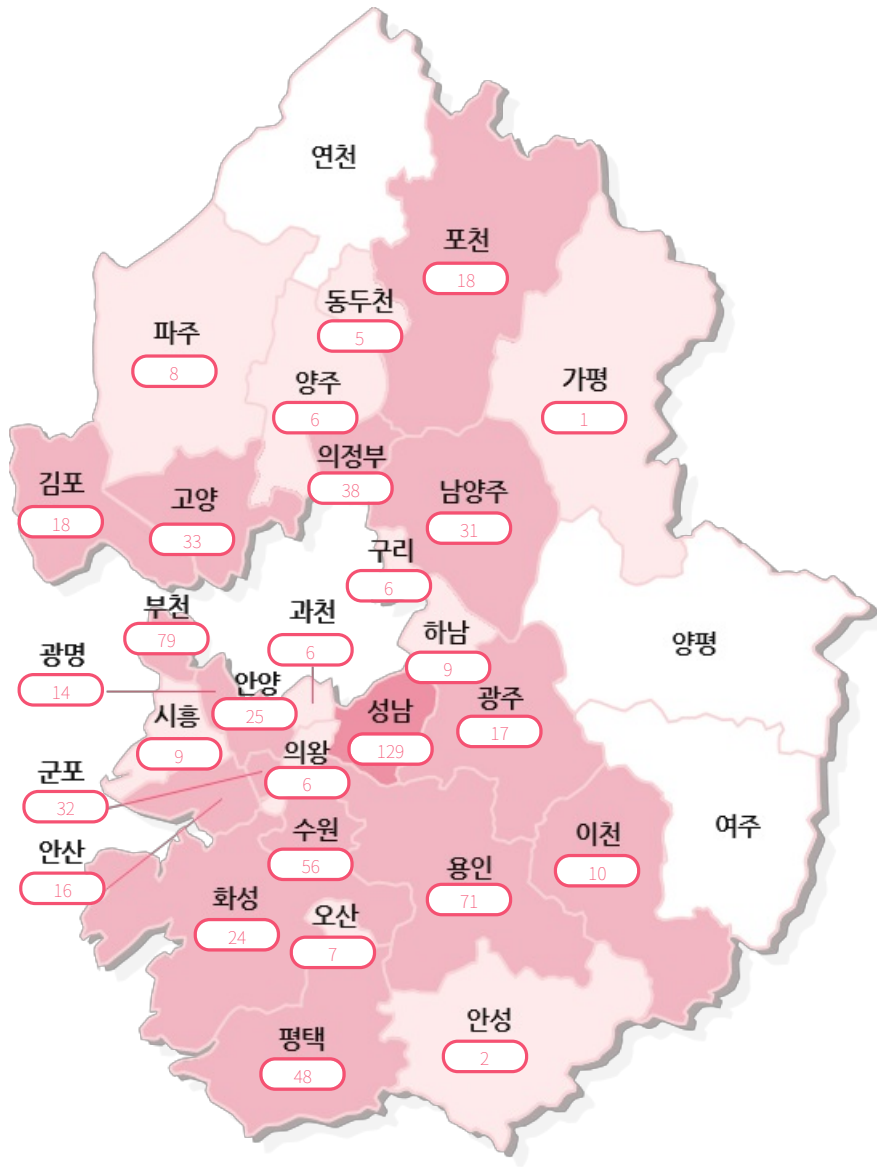 연천
포천
18
동두천
5
파주
8
양주
6
가평
1
의정부
38
김포
18
고양
33
남양주
31
구리
6
부천
79
과천
6
하남
9
양평
광명
14
안양
25
시흥
9
성남
129
광주
17
의왕
6
군포
32
수원
56
이천
10
여주
안산
16
용인
71
화성
24
오산
7
안성
2
평택
48